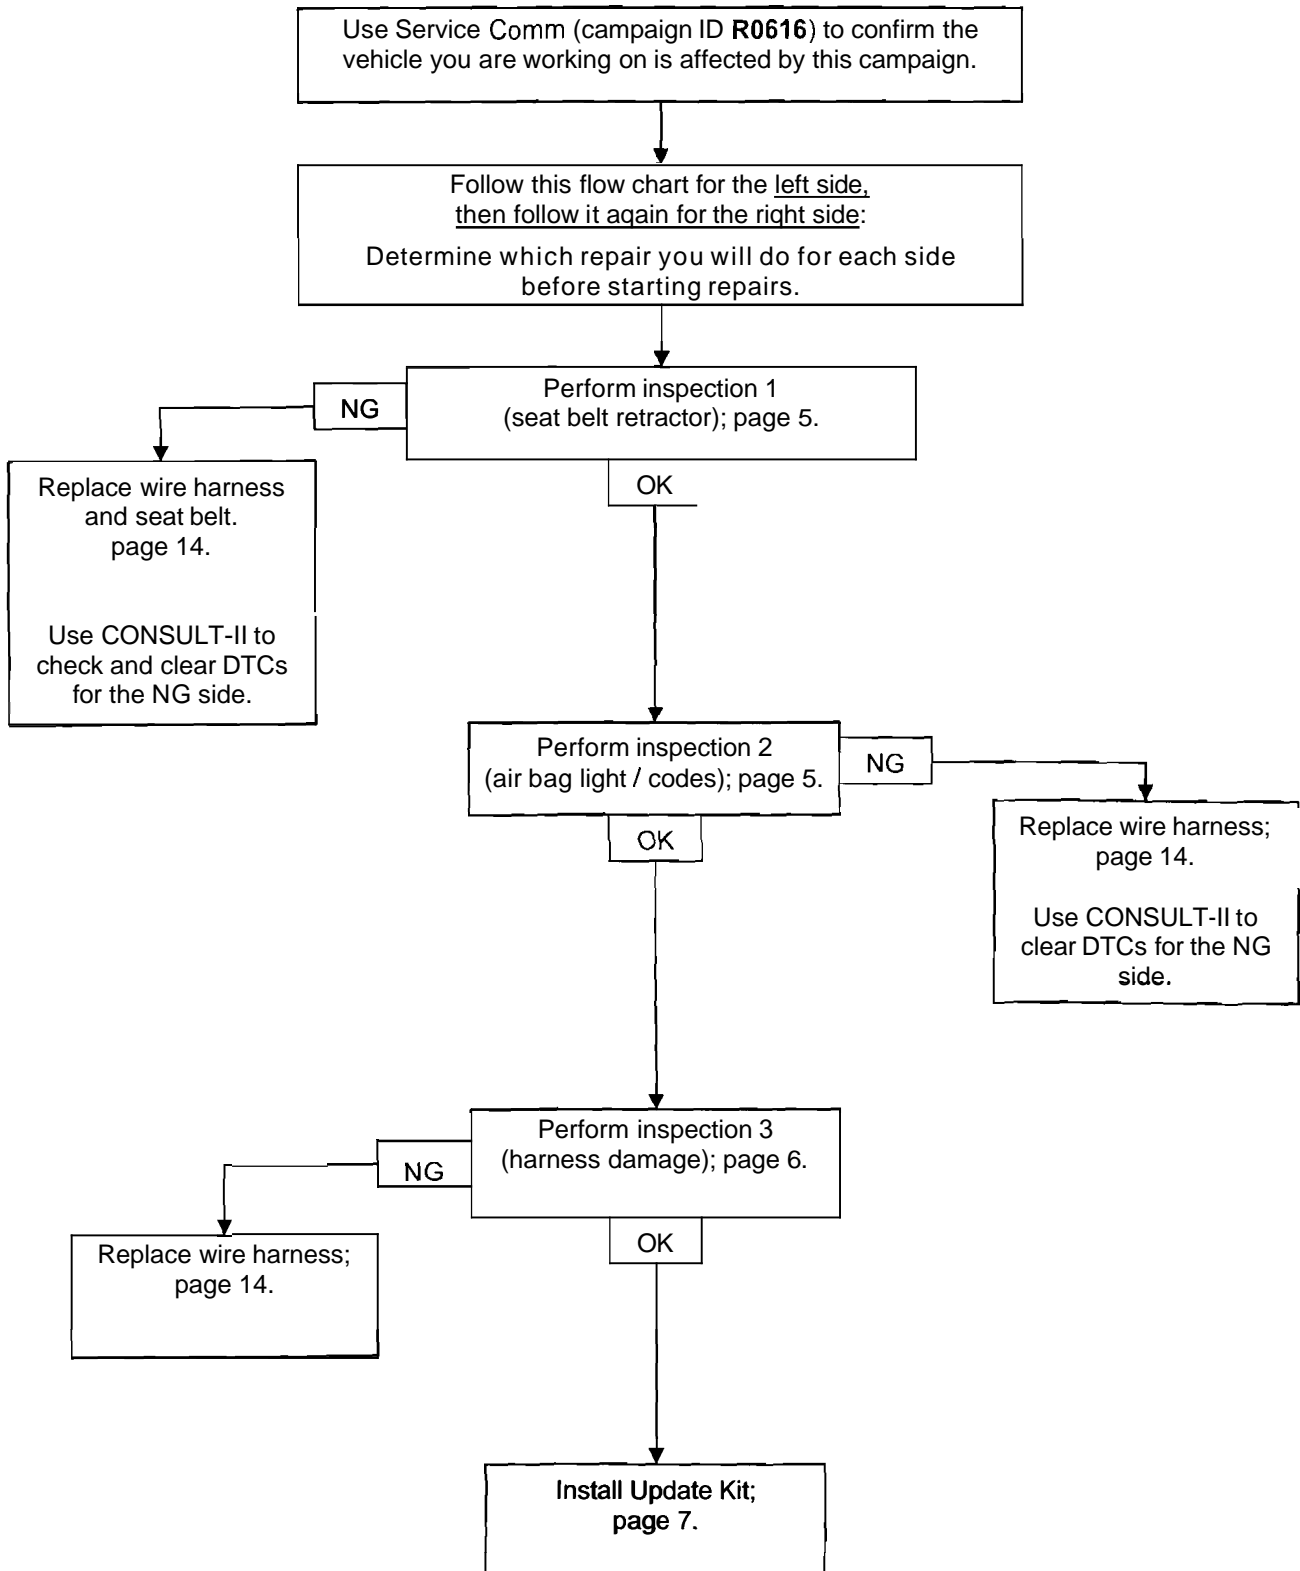 Use Service Comm (campaign ID R0616) to confirm the
vehicle you are working on is affected by this campaign.
Follow this flow chart for the left side,
then follow it again for the right side:
Determine which repair you will do for each side
before starting repairs.
Perform inspection 1
(seat belt retractor); page 5.
NG
OK
Replace wire harness
and seat belt.
page 14.
Use CONSULT-II to
check and clear DTCs
for the NG side.
Perform inspection 2
(air bag light / codes); page 5.
NG
OK
Replace wire harness;
page 14.
Use CONSULT-II to
clear DTCs for the NG
side.
Perform inspection 3
(harness damage); page 6.
NG
OK
Replace wire harness;
page 14.
Install Update Kit;
page 7.